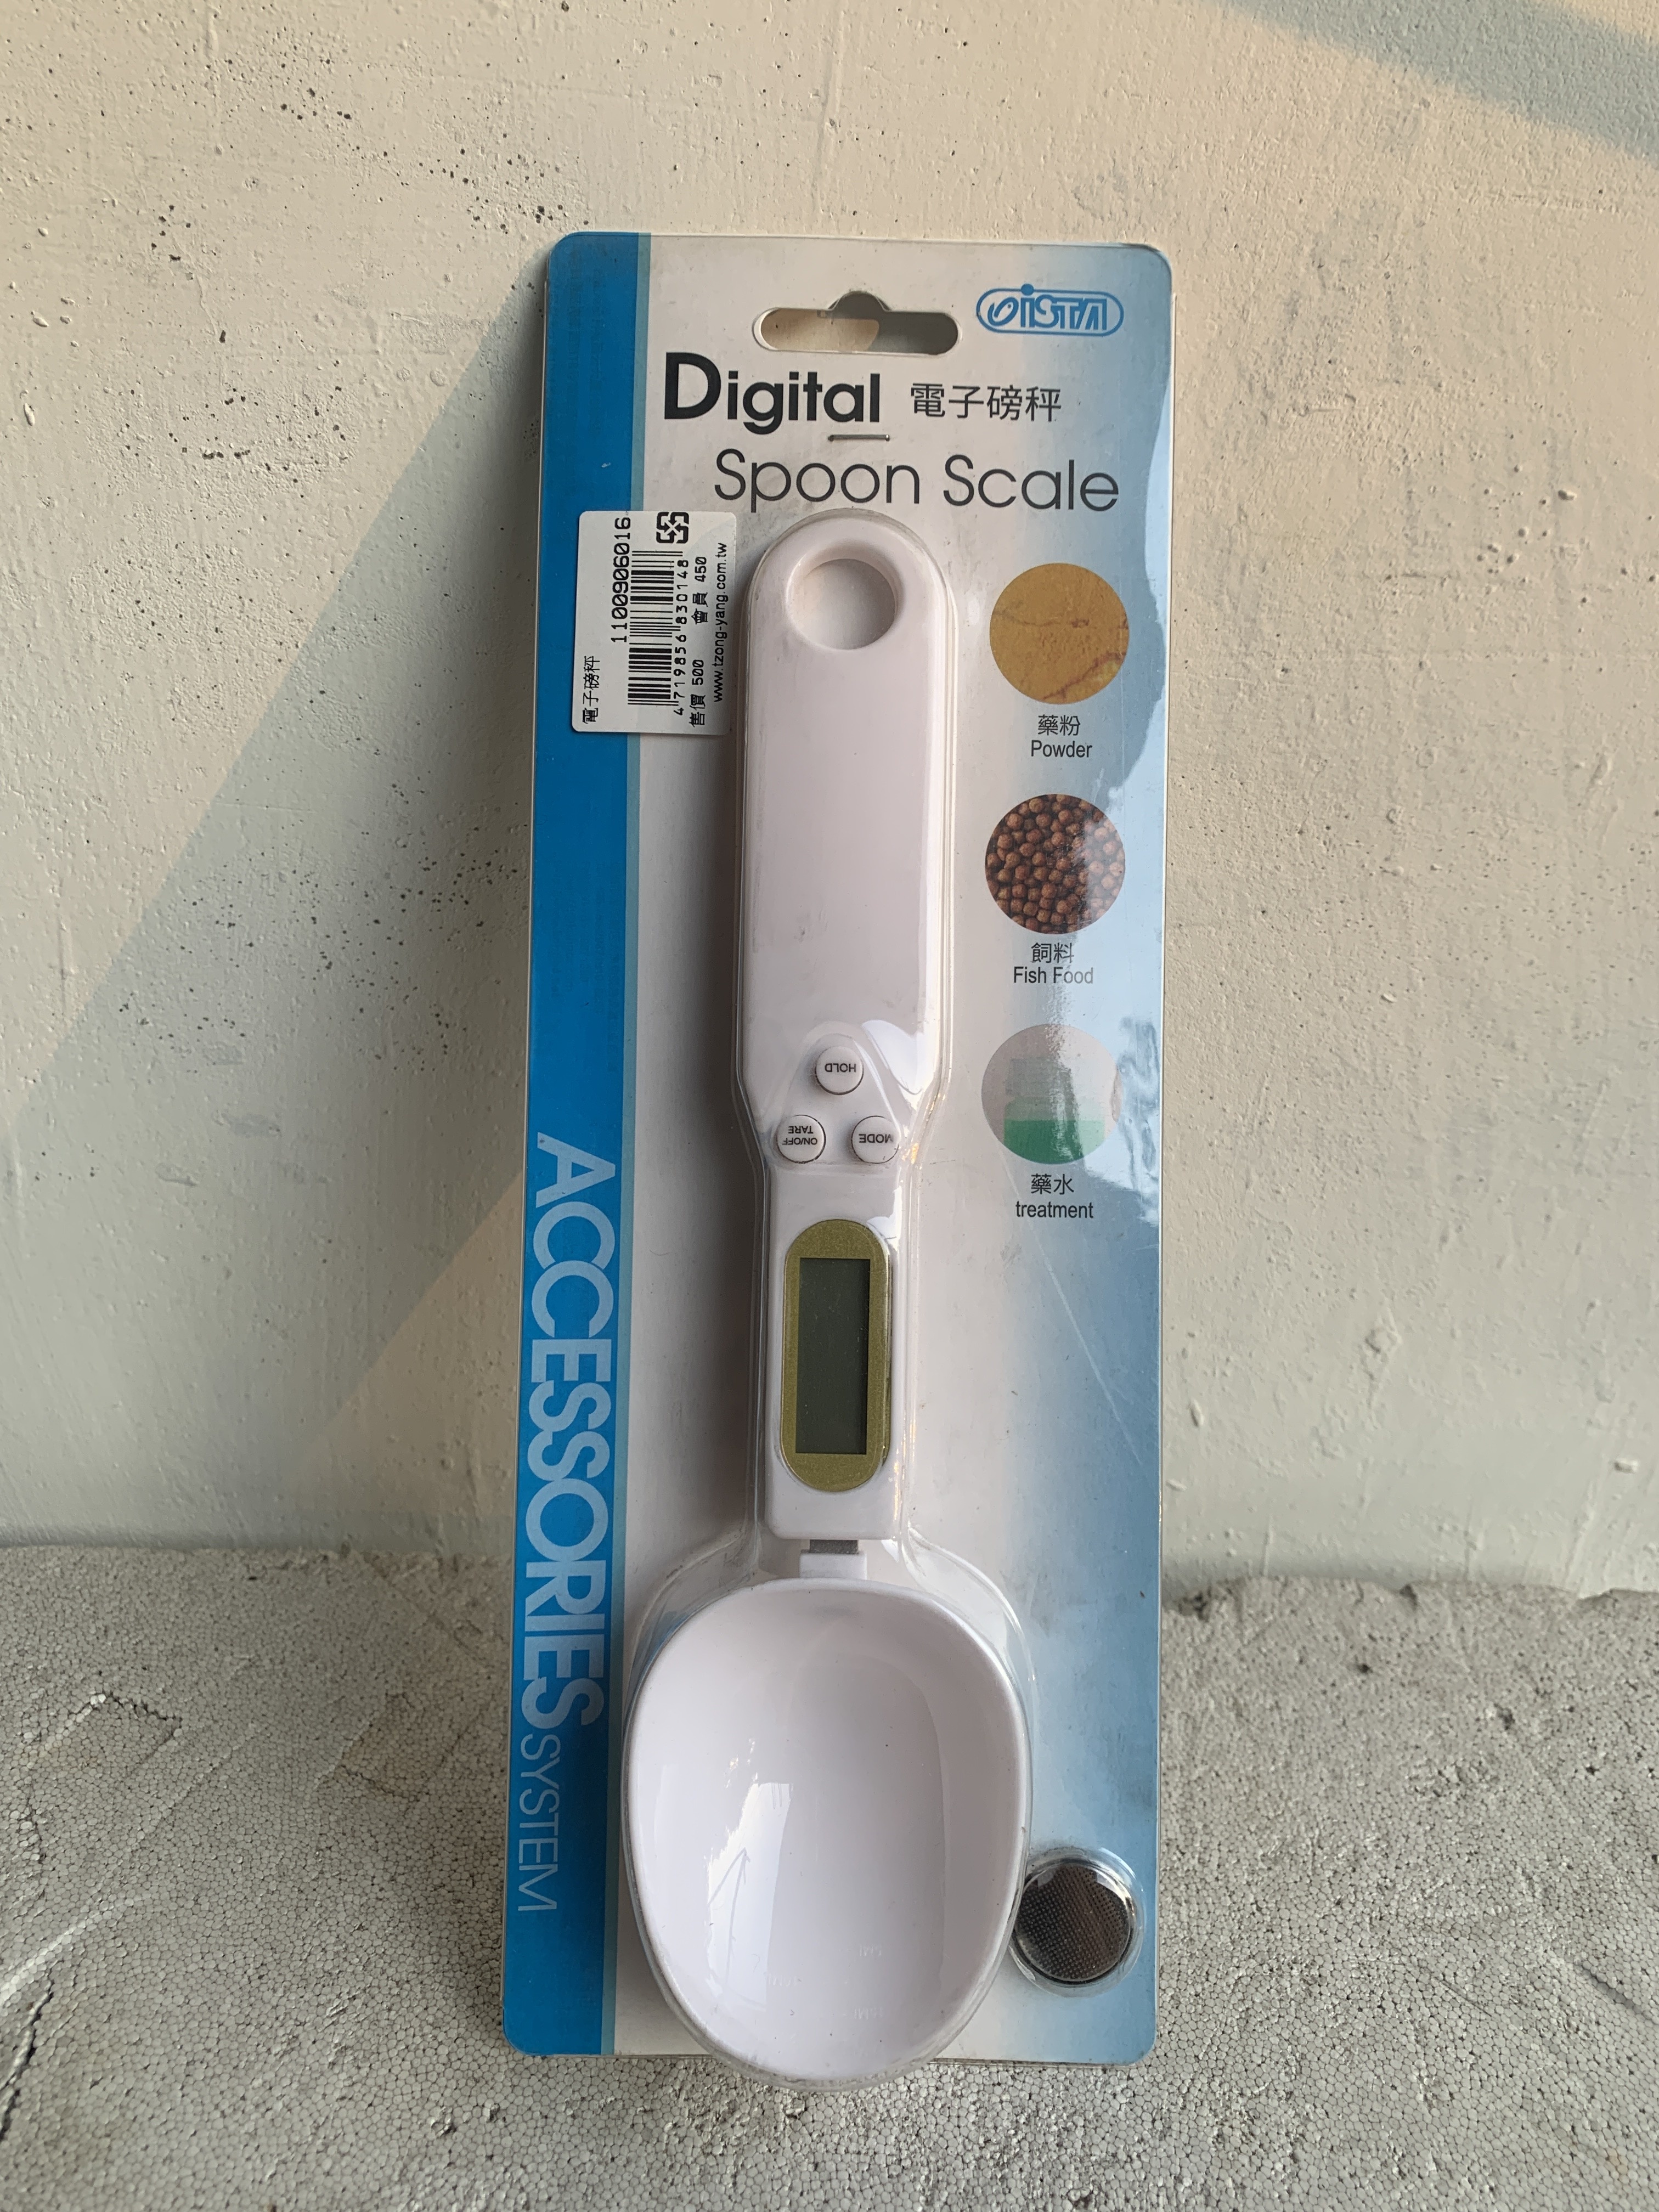 iSTA
Digital 電子磅秤
Spoon Scale
電子磅秤
1100906016
4719856830148
售價 500 會員 450
www.tzong-yang.com.tw
藥粉
Powder
飼料
Fish Food
藥水
treatment
HOLD
ON/OFF
TARE
MODE
ACCESSORIES SYSTEM